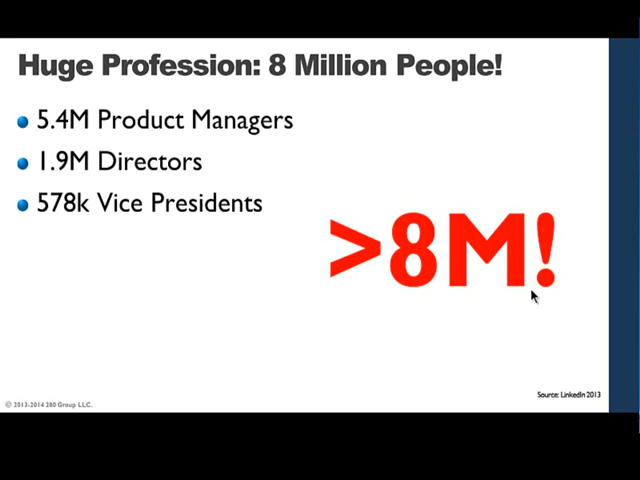 Huge Profession: 8 Million People!
5.4M Product Managers
1.9M Directors
578k Vice Presidents
>8M!
Source: LinkedIn 2013
© 2013-2014 280 Group LLC.